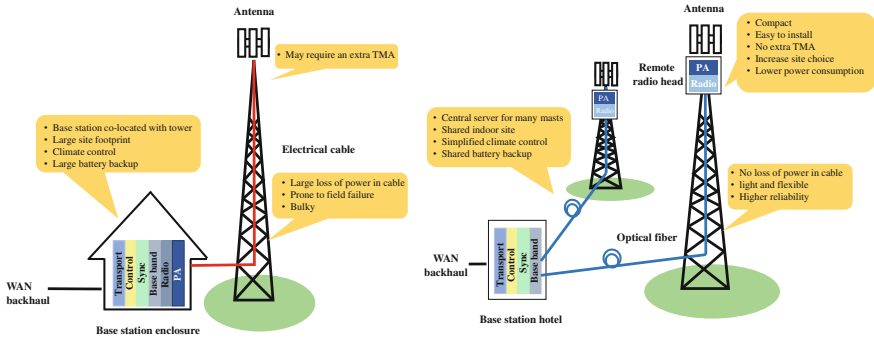 Antenna
• May require an extra TMA
• Base station co-located with tower
• Large site footprint
• Climate control
• Large battery backup
Electrical cable
• Large loss of power in cable
• Prone to field failure
• Bulky
Transport
Control
Sync
Base band
Radio
PA
WAN
backhaul
Base station enclosure
Antenna
• Compact
• Easy to install
• No extra TMA
• Increase site choice
• Lower power consumption
Remote
radio head
PA
Radio
PA
Radio
• Central server for many masts
• Shared indoor site
• Simplified climate control
• Shared battery backup
• No loss of power in cable
• light and flexible
• Higher reliability
Optical fiber
Transport
Control
Sync
Base band
WAN
backhaul
Base station hotel